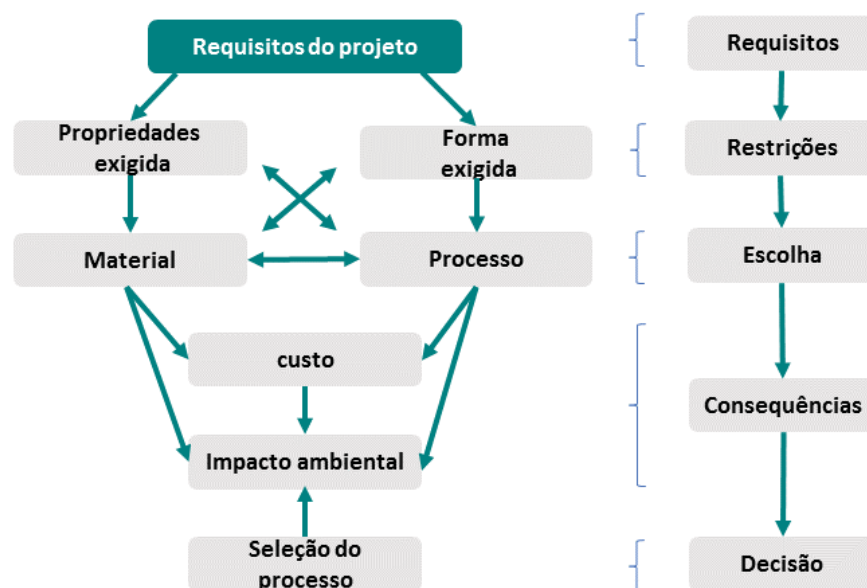 Requisitos do projeto
Requisitos
Propriedades
exigida
Forma
exigida
Restrições
Material
Processo
Escolha
custo
Consequências
Impacto ambiental
Seleção do
processo
Decisão